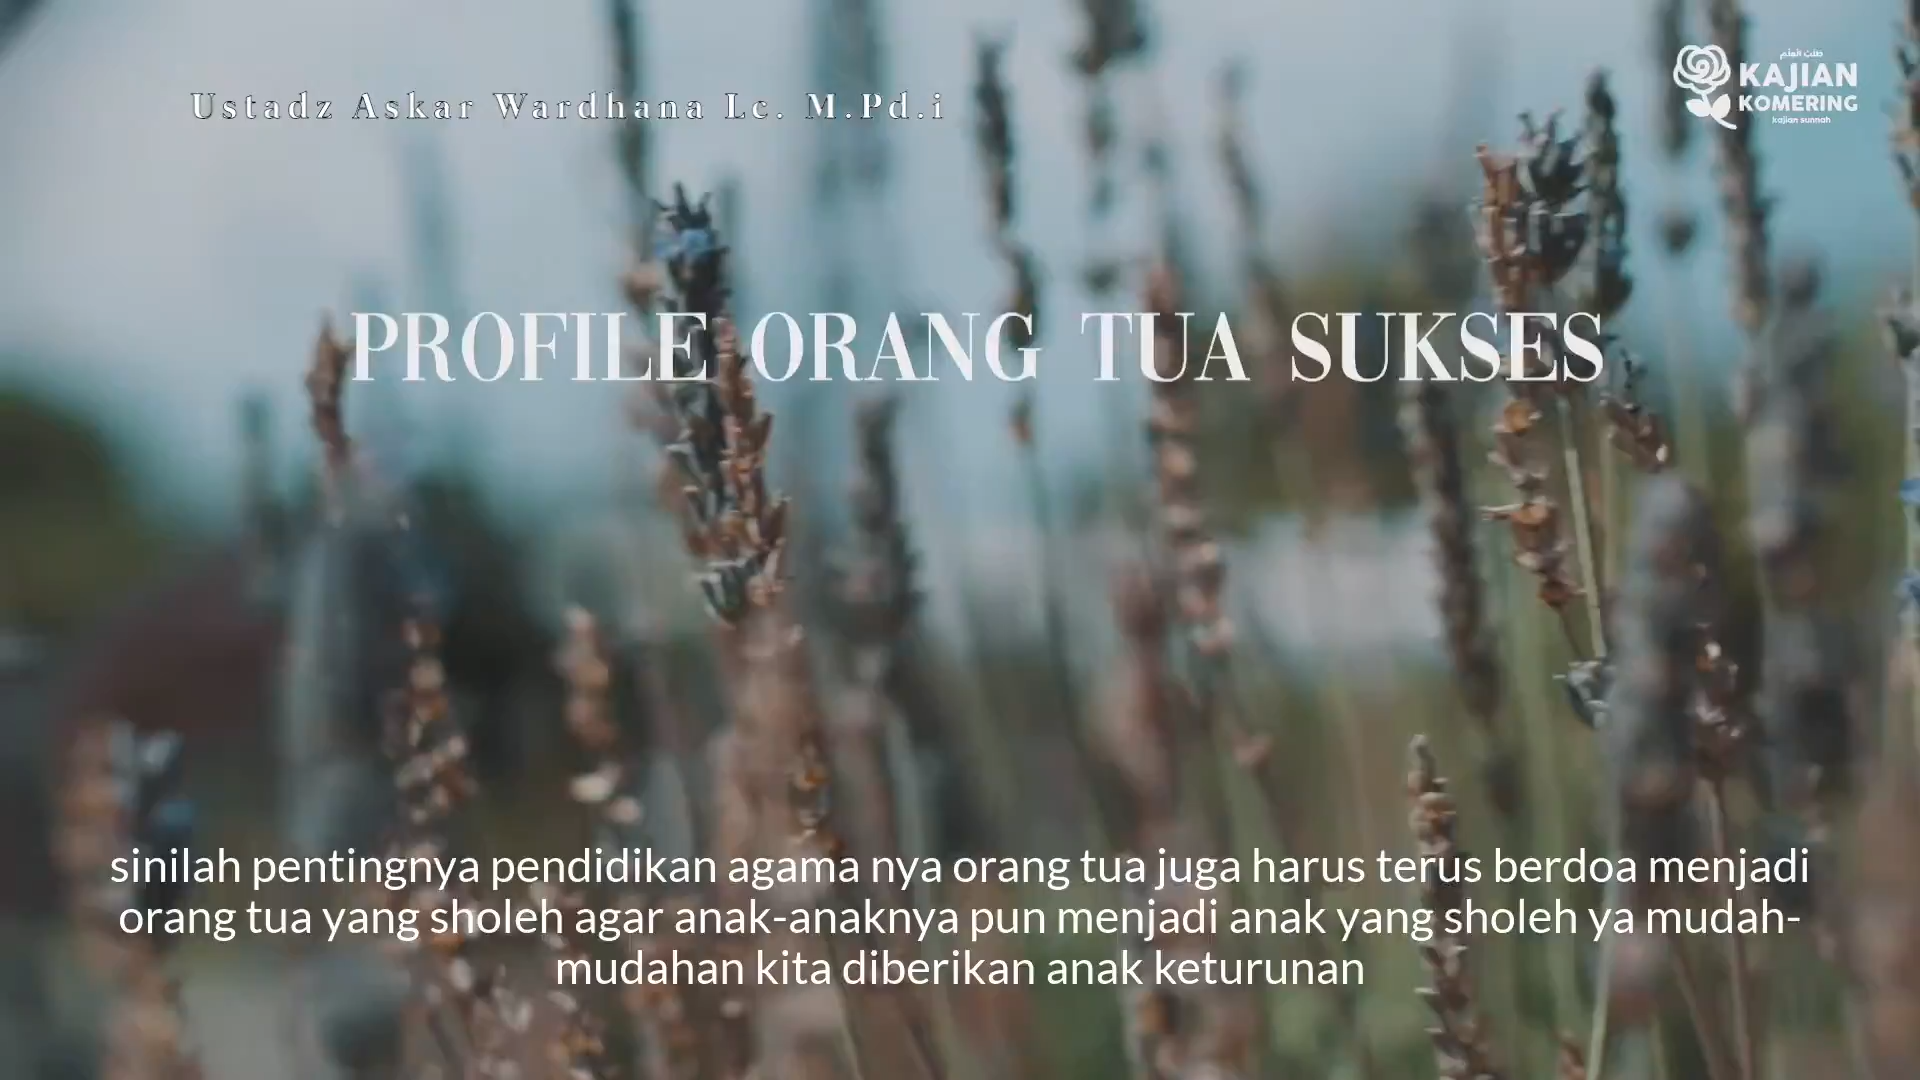 Ustadz Askar Wardhana Lc. M.Pd.i
KAJIAN
KOMERING
kajian sunnah
PROFILE ORANG TUA SUKSES
sinilah pentingnya pendidikan agama nya orang tua juga harus terus berdoa menjadi
orang tua yang sholeh agar anak-anaknya pun menjadi anak yang sholeh ya mudah-
mudahan kita diberikan anak keturunan